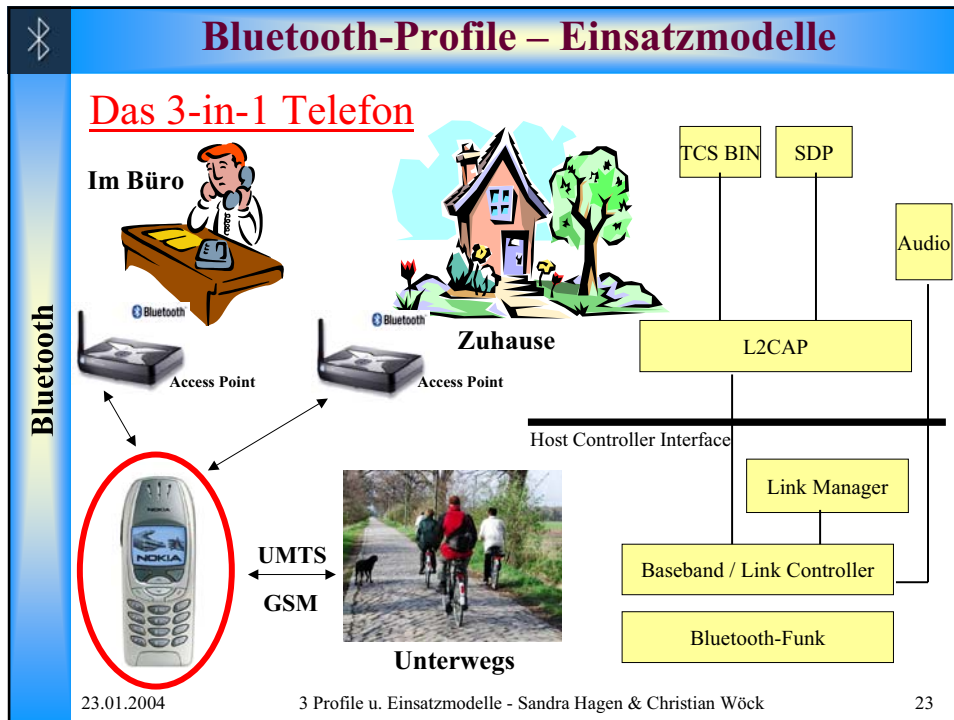 Bluetooth-Profile – Einsatzmodelle
Das 3-in-1 Telefon
Im Büro
Bluetooth
Access Point
Bluetooth
Access Point
Zuhause
NOKIA
NOKIA
UMTS
GSM
Unterwegs
TCS BIN
SDP
Audio
L2CAP
Host Controller Interface
Link Manager
Baseband / Link Controller
Bluetooth-Funk
Bluetooth
23.01.2004
3 Profile u. Einsatzmodelle - Sandra Hagen & Christian Wöck
23